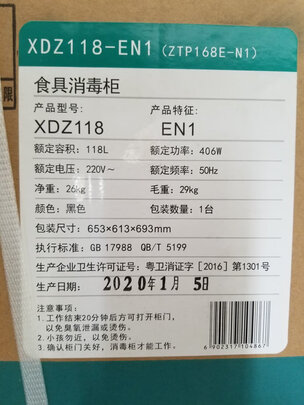 XDZ118-EN1 (ZTP168E-N1)
食具消毒柜
产品型号: 产品特征:
XDZ118 EN1
额定容积: 118L 额定功率: 406W
额定电压: 220V~ 额定频率: 50Hz
净重: 26kg 毛重: 29kg
颜色: 黑色 包装数量: 1台
包装尺寸: 653×613×693mm
执行标准: GB 17988 QB/T 5199
生产企业卫生许可证号: 粤卫消证字[2016]第1301号
生产日期: 2020年1月 5日
注意事项:
1.工作结束20分钟后方可打开柜门,
以免臭氧泄漏或烫伤。
2.小孩勿近,以免烫伤。
3.确认柜门关好,消毒柜才能工作。
6 902317 104867
限